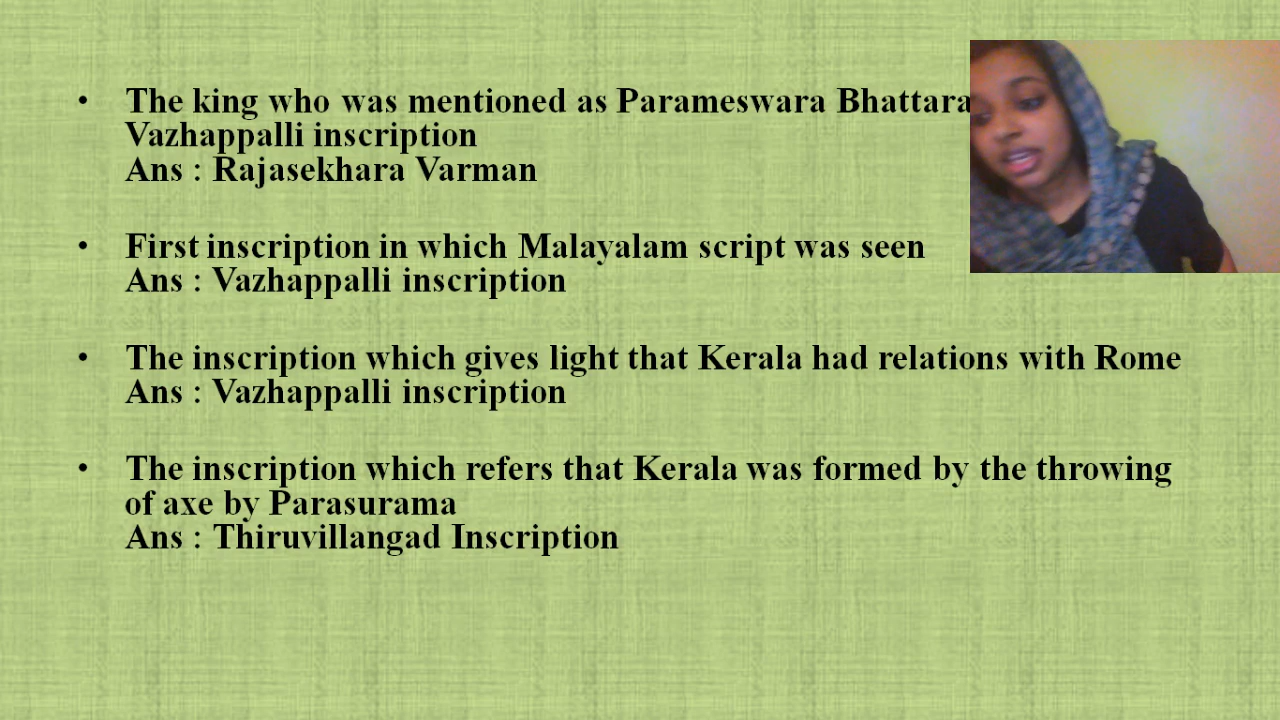 • The king who was mentioned as Parameswara Bhattara
Vazhappalli inscription
Ans : Rajasekhara Varman
• First inscription in which Malayalam script was seen
Ans : Vazhappalli inscription
• The inscription which gives light that Kerala had relations with Rome
Ans : Vazhappalli inscription
• The inscription which refers that Kerala was formed by the throwing
of axe by Parasurama
Ans : Thiruvillangad Inscription